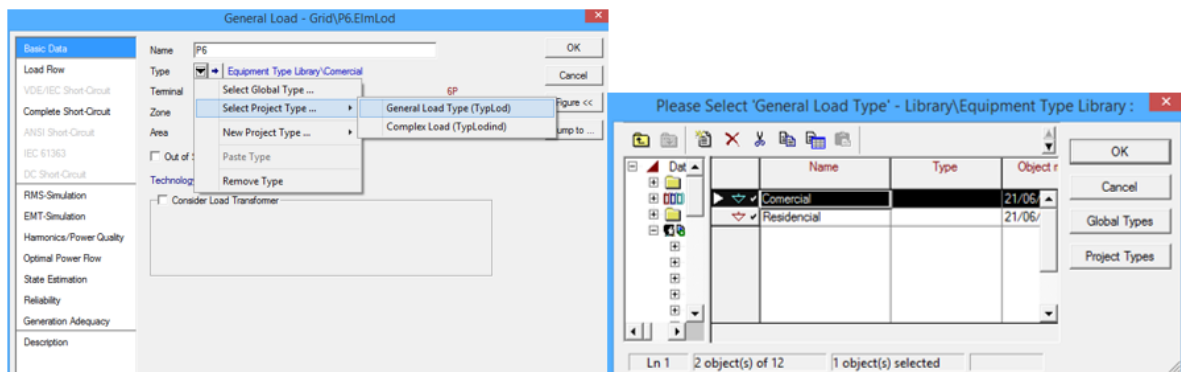 General Load - Grid\P6.ElmLod
Basic Data
Load Flow
VDE/IEC Short-Circuit
Complete Short-Circuit
ANSI Short-Circuit
IEC 61363
DC Short-Circuit
RMS-Simulation
EMT-Simulation
Harmonics/Power Quality
Optimal Power Flow
State Estimation
Reliability
Generation Adequacy
Description
Name P6
Type Equipment Type Library\Comercial
Terminal 6P
Zone
Area
Out of
Technology
Consider Load Transformer
Select Global Type ...
Select Project Type ...
New Project Type ...
Paste Type
Remove Type
General Load Type (TypLod)
Complex Load (TypLodind)
OK
Cancel
Figure <<
ump to ...
Please Select 'General Load Type' - Library\Equipment Type Library :
Dat
Name Type Object
Comercial 21/06/
Residencial 21/06/
OK
Cancel
Global Types
Project Types
Ln 1 2 object(s) of 12 1 object(s) selected